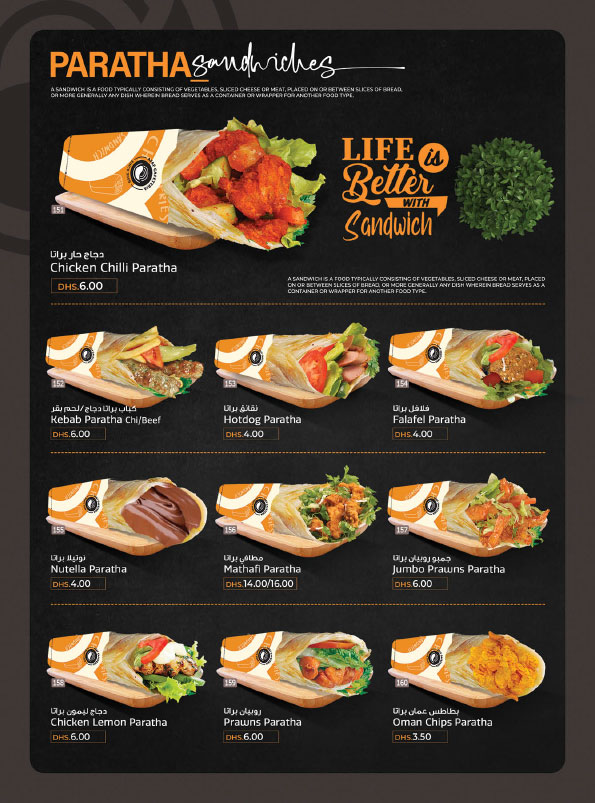 PARATHA sandwiches
A SANDWICH IS A FOOD TYPICALLY CONSISTING OF VEGETABLES, SLICED CHEESE OR MEAT, PLACED ON OR BETWEEN SLICES OF BREAD,
OR MORE GENERALLY ANY DISH WHEREIN BREAD SERVES AS A CONTAINER OR WRAPPER FOR ANOTHER FOOD TYPE.
LIFE is
Better
WITH
Sandwich
151
دجاج حار براتا
Chicken Chilli Paratha
DHS.6.00
A SANDWICH IS A FOOD TYPICALLY CONSISTING OF VEGETABLES, SLICED CHEESE OR MEAT, PLACED
ON OR BETWEEN SLICES OF BREAD, OR MORE GENERALLY ANY DISH WHEREIN BREAD SERVES AS A
CONTAINER OR WRAPPER FOR ANOTHER FOOD TYPE.
152
كباب براتا دجاج/لحم بقر
Kebab Paratha Chi/Beef
DHS.6.00
153
نقانق براتا
Hotdog Paratha
DHS.4.00
154
فلافل براتا
Falafel Paratha
DHS.4.00
155
نوتيلا براتا
Nutella Paratha
DHS.4.00
156
مطافي براتا
Mathafi Paratha
DHS.14.00/16.00
157
جمبو روبيان براتا
Jumbo Prawns Paratha
DHS.6.00
158
دجاج ليمون براتا
Chicken Lemon Paratha
DHS.6.00
159
روبيان براتا
Prawns Paratha
DHS.6.00
160
بطاطس عمان براتا
Oman Chips Paratha
DHS.3.50